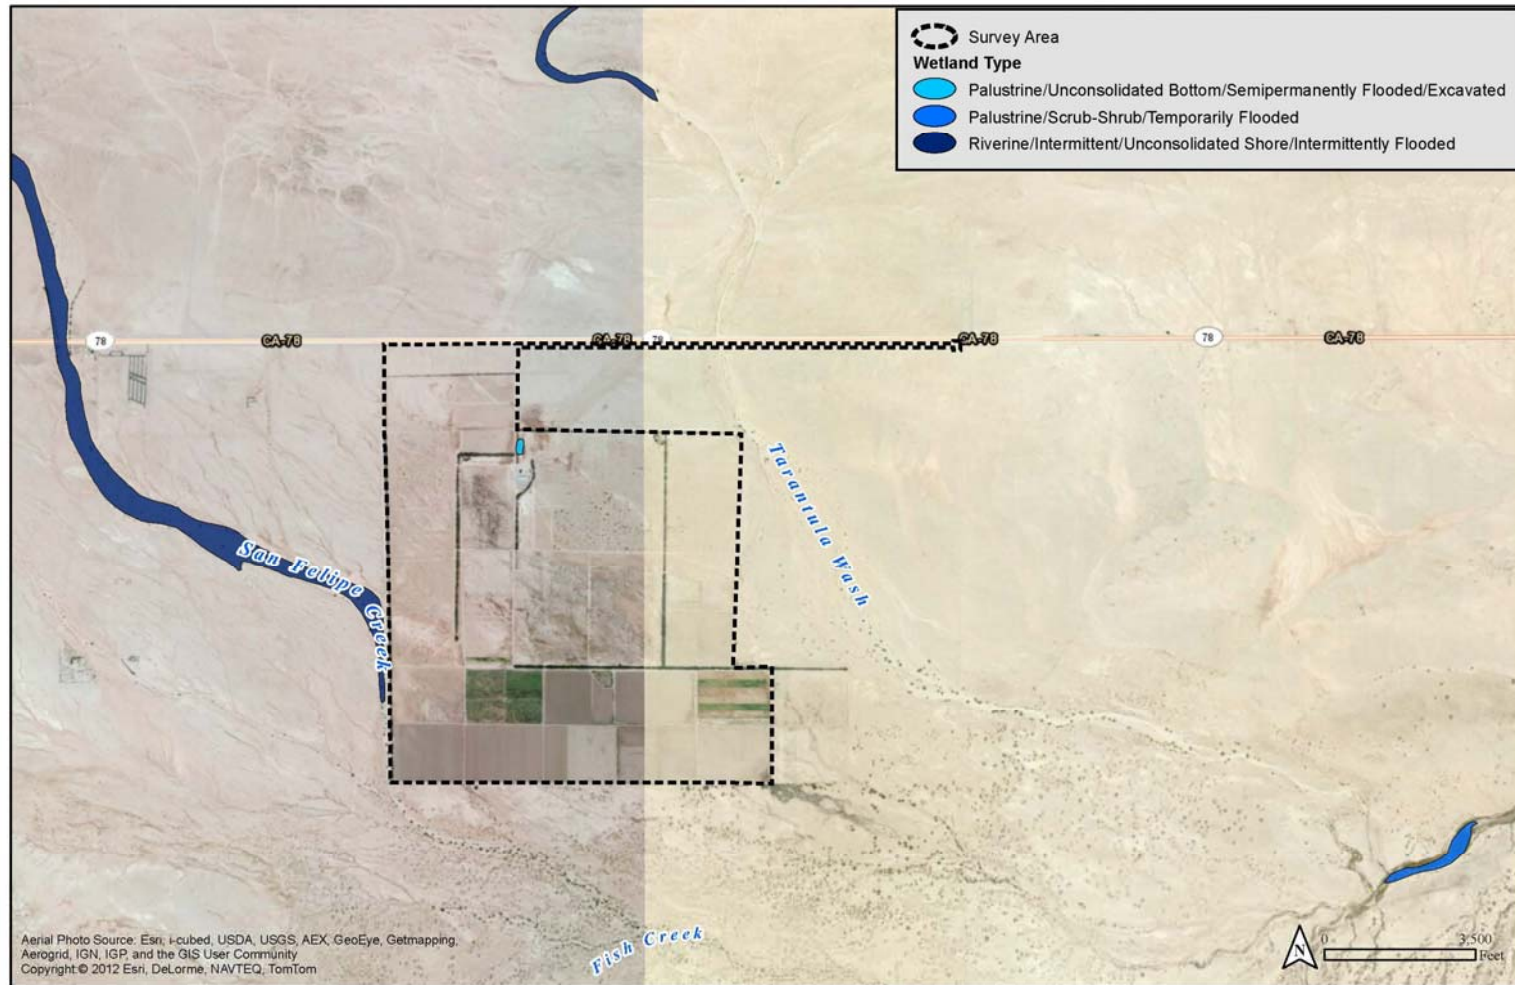 Survey Area
Wetland Type
Palustrine/Unconsolidated Bottom/Semipermanently Flooded/Excavated
Palustrine/Scrub-Shrub/Temporarily Flooded
Riverine/Intermittent/Unconsolidated Shore/Intermittently Flooded
78
CA-78
CA-78
78
CA-78
78
CA-78
Tarantula Wash
San Felipe Creek
Fish Creek
Aerial Photo Source: Esri, i-cubed, USDA, USGS, AEX, GeoEye, Getmapping,
Aerogrid, IGN, IGP, and the GIS User Community
Copyright:© 2012 Esri, DeLorme, NAVTEQ, TomTom
N
0 3,500
Feet